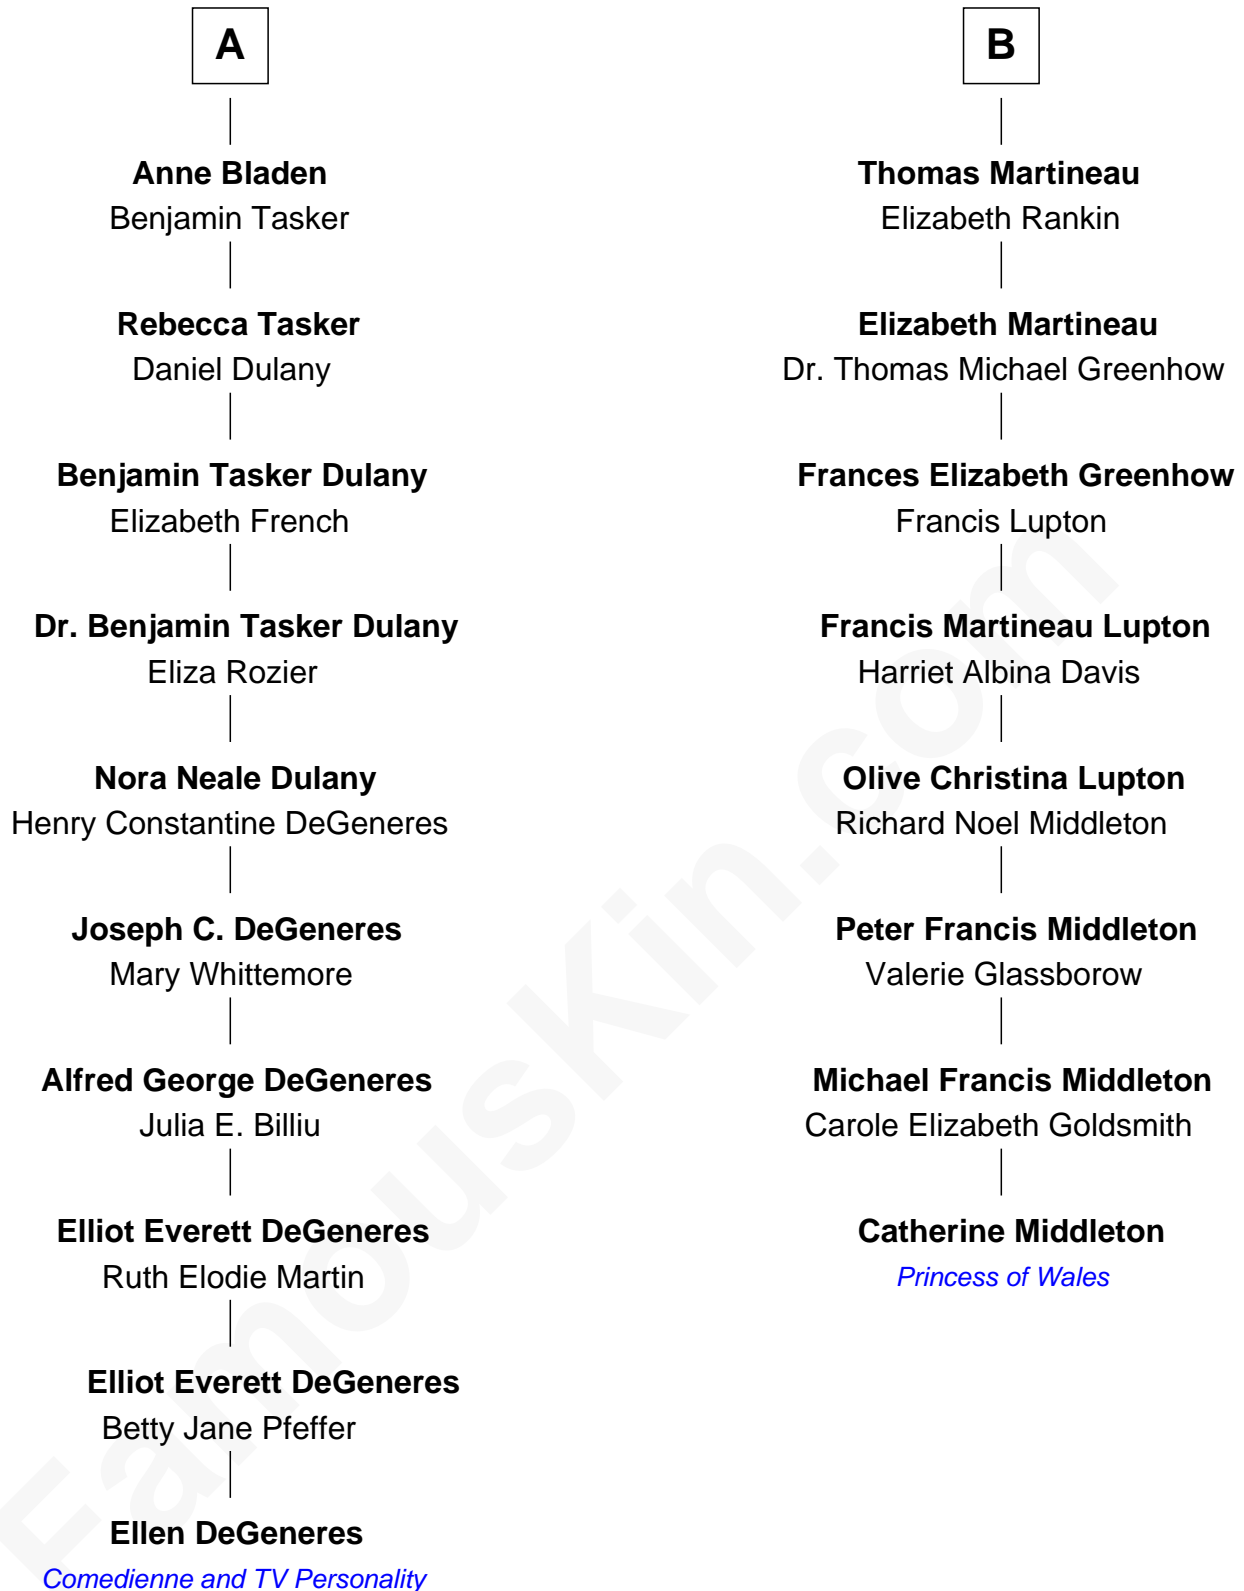 A
Anne Bladen
Benjamin Tasker
Rebecca Tasker
Daniel Dulany
Benjamin Tasker Dulany
Elizabeth French
Dr. Benjamin Tasker Dulany
Eliza Rozier
Nora Neale Dulany
Henry Constantine DeGeneres
Joseph C. DeGeneres
Mary Whittemore
Alfred George DeGeneres
Julia E. Billiu
Elliot Everett DeGeneres
Ruth Elodie Martin
Elliot Everett DeGeneres
Betty Jane Pfeffer
Ellen DeGeneres
Comedienne and TV Personality
B
Thomas Martineau
Elizabeth Rankin
Elizabeth Martineau
Dr. Thomas Michael Greenhow
Frances Elizabeth Greenhow
Francis Lupton
Francis Martineau Lupton
Harriet Albina Davis
Olive Christina Lupton
Richard Noel Middleton
Peter Francis Middleton
Valerie Glassborow
Michael Francis Middleton
Carole Elizabeth Goldsmith
Catherine Middleton
Princess of Wales
FamousKin.com